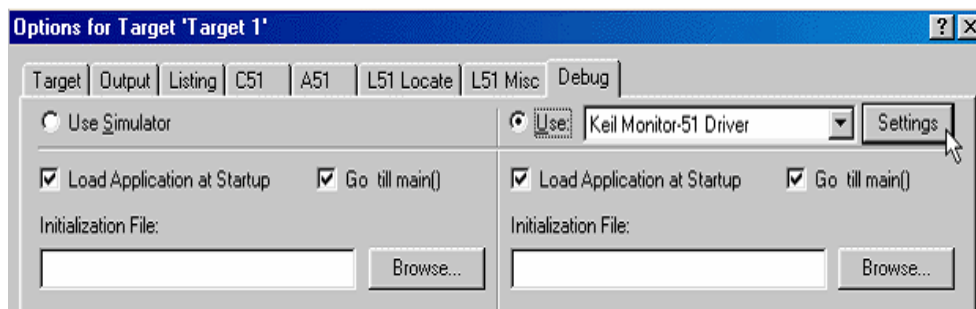 Options for Target 'Target 1'
Target Output Listing C51 A51 L51 Locate L51 Misc Debug
Use Simulator
Use: Keil Monitor-51 Driver Settings
Load Application at Startup Go till main()
Load Application at Startup Go till main()
Initialization File:
Initialization File:
Browse...
Browse...